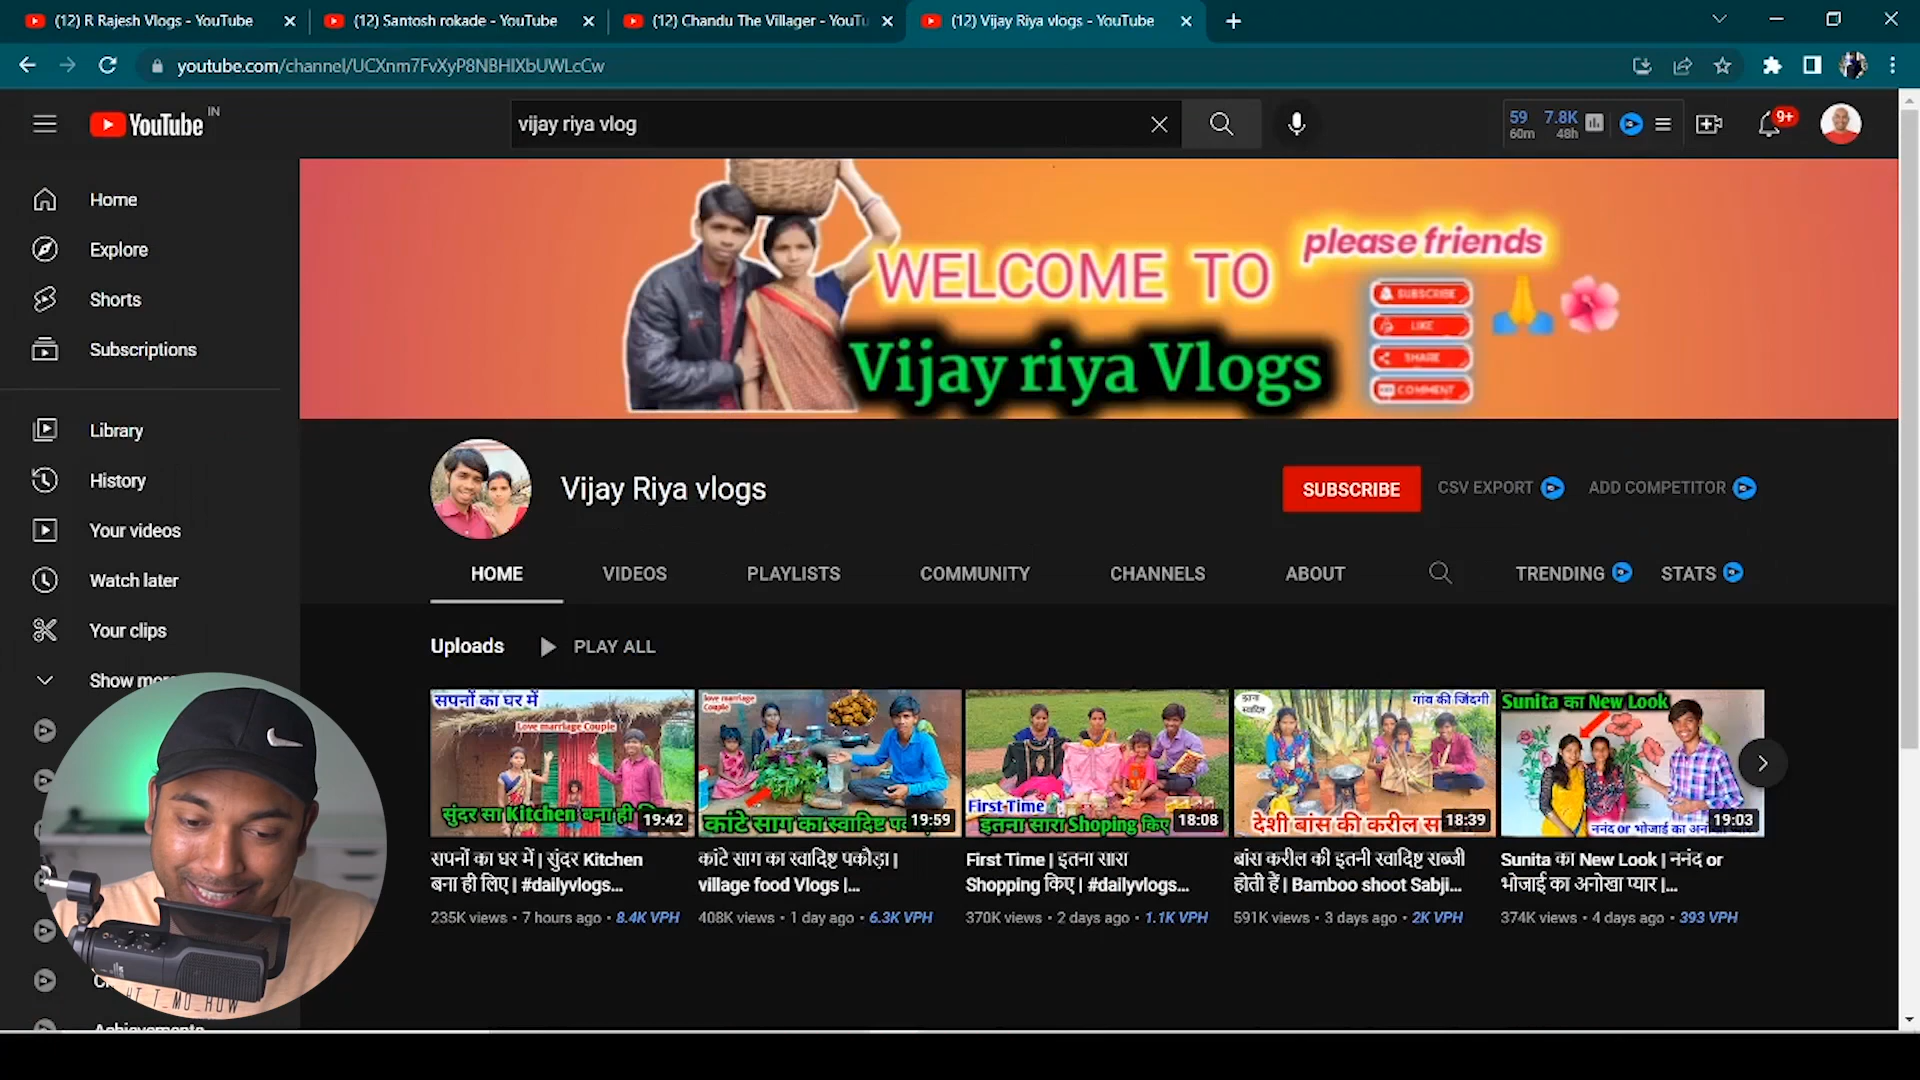 (12) R Rajesh Vlogs - YouTube
(12) Santosh rokade - YouTube
(12) Chandu The Villager - YouTu
(12) Vijay Riya vlogs - YouTube
youtube.com/channel/UCXnm7FvXyP8NBHIXbUWLcCw
YouTube IN
vijay riya vlog
59 7.8K
60m 48h
9+
Home
Explore
Shorts
Subscriptions
Library
History
Your videos
Watch later
Your clips
Show more
WELCOME TO
Vijay riya Vlogs
please friends
SUBSCRIBE
LIKE
SHARE
COMMENT
Vijay Riya vlogs
SUBSCRIBE
CSV EXPORT
ADD COMPETITOR
HOME
VIDEOS
PLAYLISTS
COMMUNITY
CHANNELS
ABOUT
TRENDING
STATS
Uploads
PLAY ALL
सपनों का घर में
Love marriage Couple
सुंदर सा Kitchen बना ही
19:42
love marriage
Couple
कांटे साग का स्वादिष्ट
19:59
First Time
इतना सारा Shoping किए
18:08
गांव की जिंदगी
देशी बांस की करील
18:39
Sunita का New Look
ननंद or भोजाई का
19:03
सपनों का घर में | सुंदर Kitchen
बना ही लिए | #dailyvlogs...
235K views • 7 hours ago • 8.4K VPH
कांटे साग का स्वादिष्ट पकौड़ा |
village food Vlogs |...
408K views • 1 day ago • 6.3K VPH
First Time | इतना सारा
Shopping किए | #dailyvlogs...
370K views • 2 days ago • 1.1K VPH
बांस करील की इतनी स्वादिष्ट सब्जी
होती हैं | Bamboo shoot Sabji...
591K views • 3 days ago • 2K VPH
Sunita का New Look | ननंद or
भोजाई का अनोखा प्यार |...
374K views • 4 days ago • 393 VPH